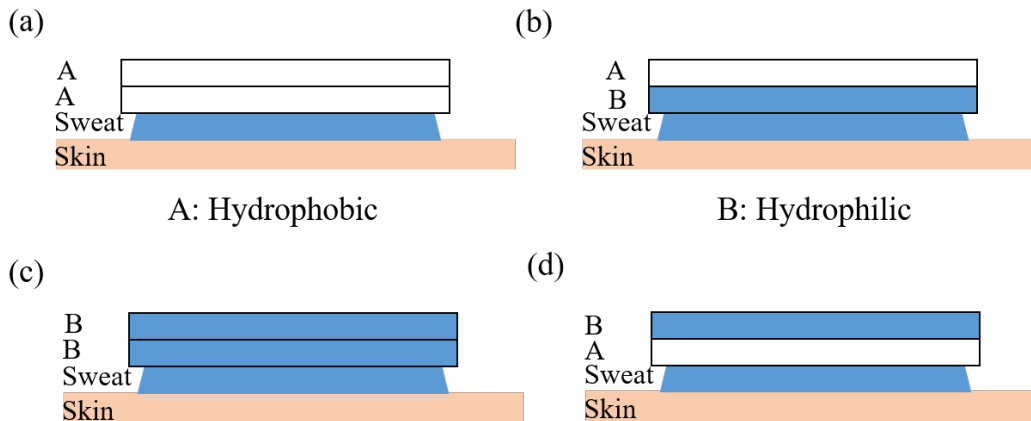 (a)
A
A
Sweat
Skin
(b)
A
B
Sweat
Skin
A: Hydrophobic
B: Hydrophilic
(c)
B
B
Sweat
Skin
(d)
B
A
Sweat
Skin